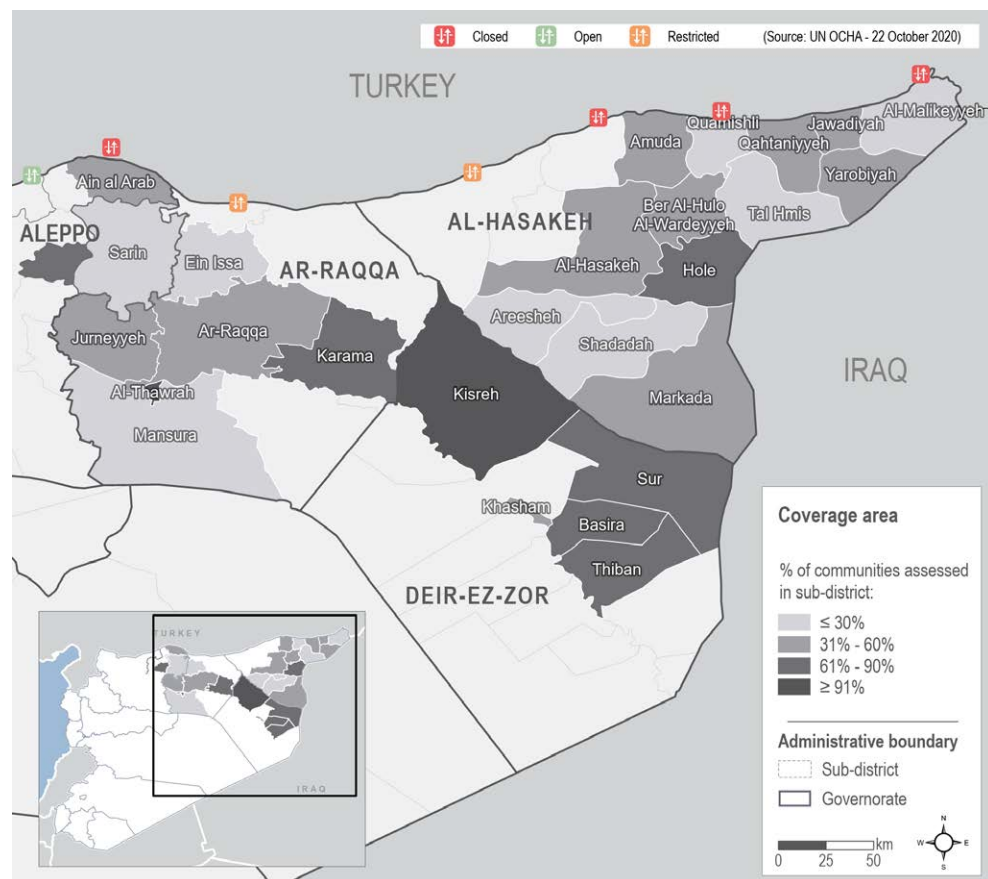 Closed
Open
Restricted
(Source: UN OCHA - 22 October 2020)
TURKEY
Al-Malikeyyeh
Quamishli
Jawadiyah
Amuda
Qahtaniyyeh
Yarobiyah
Ain al Arab
Ber Al-Hulo
Al-Wardeyyeh
Tal Hmis
AL-HASAKEH
ALEPPO
Sarin
Ein Issa
AR-RAQQA
Al-Hasakeh
Hole
Areesheh
Shadadah
Jurneyyeh
Ar-Raqqa
Karama
IRAQ
Al-Thawrah
Kisreh
Markada
Mansura
Sur
Khasham
Basira
Thiban
DEIR-EZ-ZOR
Coverage area
% of communities assessed
in sub-district:
≤ 30%
31% - 60%
61% - 90%
≥ 91%
Administrative boundary
Sub-district
Governorate
km
0 25 50
N
W E
S
TURKEY
IRAQ